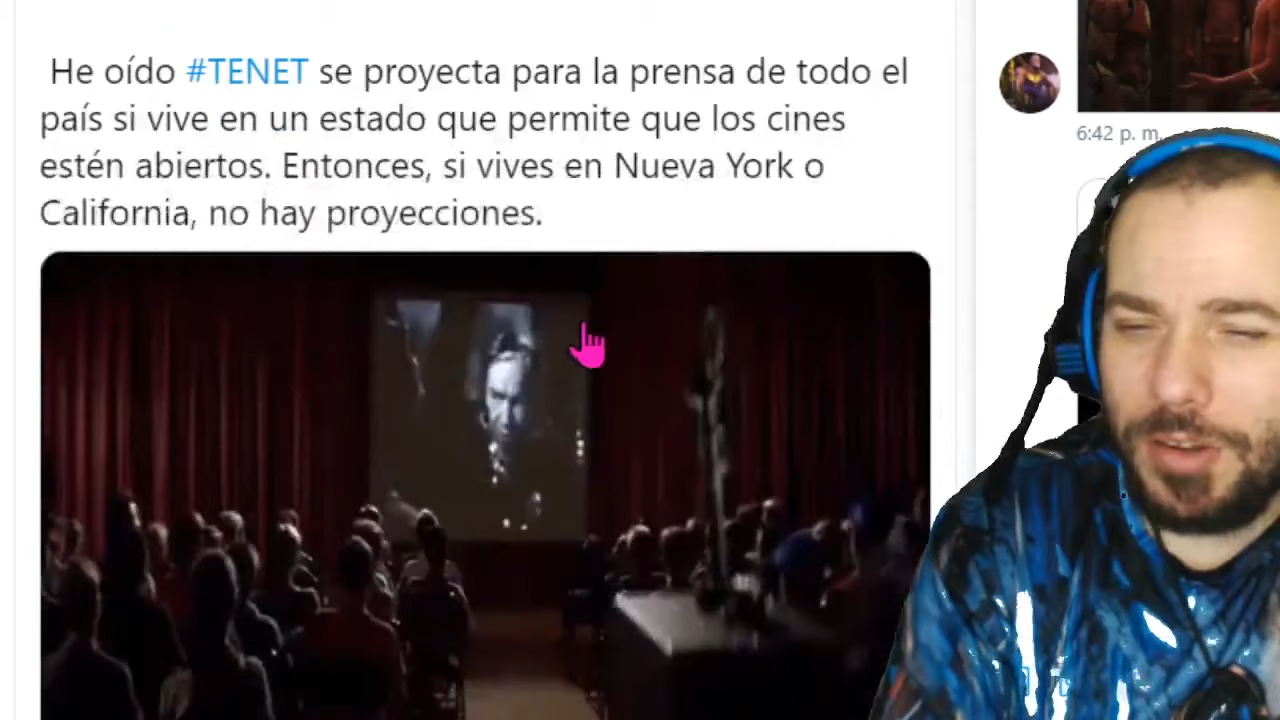 He oído #TENET se proyecta para la prensa de todo el
país si vive en un estado que permite que los cines
estén abiertos. Entonces, si vives en Nueva York o
California, no hay proyecciones.
6:42 p. m.